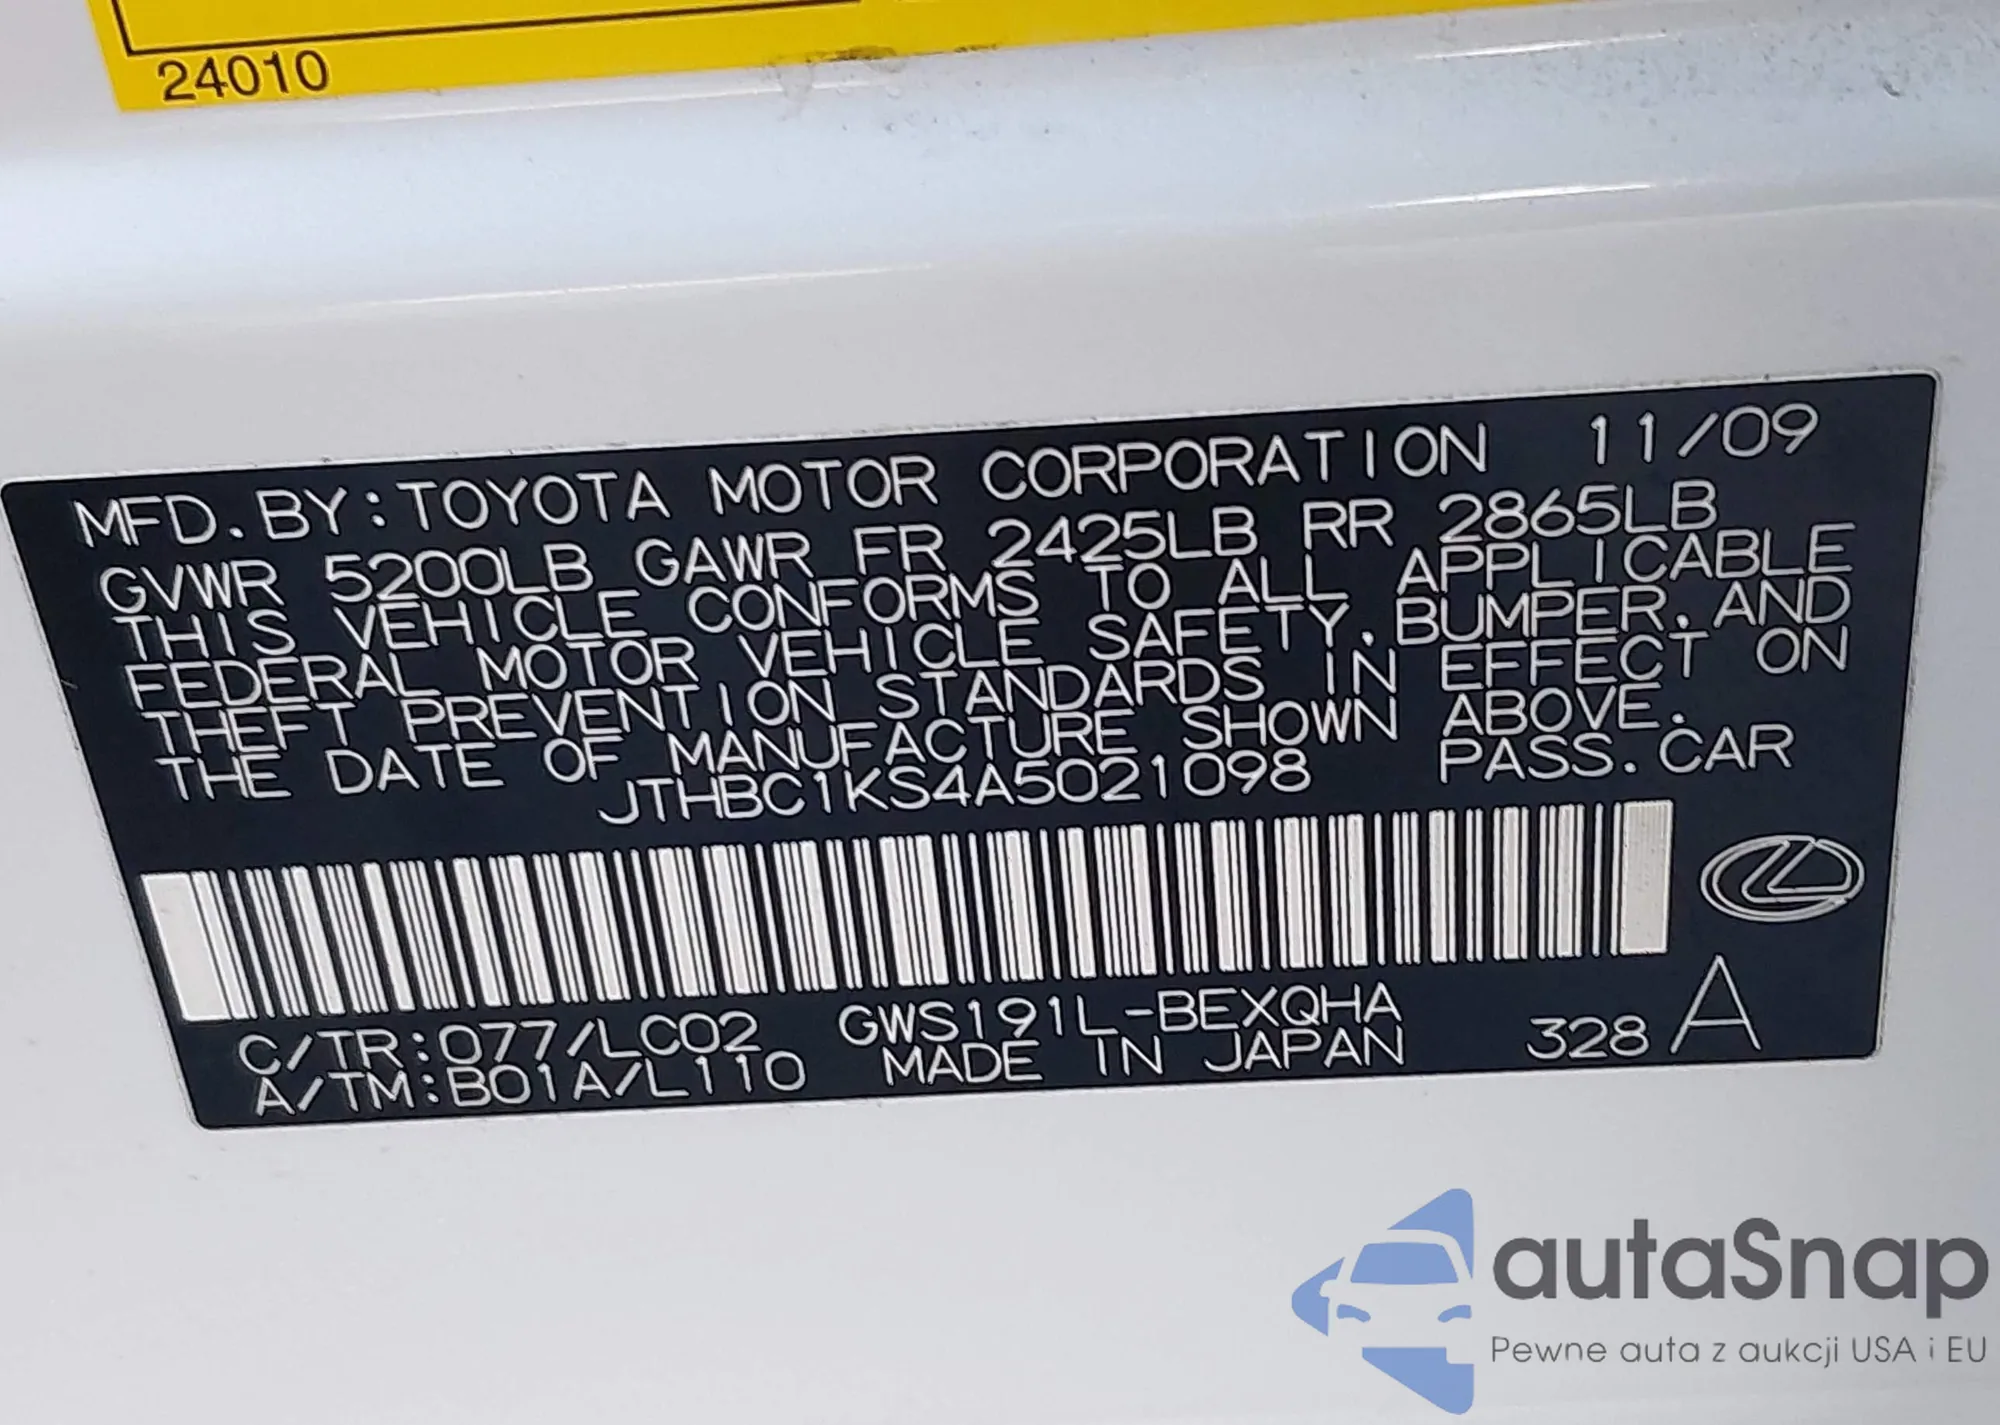 24010
MFD. BY: TOYOTA MOTOR CORPORATION 11/09
GVWR 5200LB GAWR FR 2425LB RR 2865LB
THIS VEHICLE CONFORMS TO ALL APPLICABLE
FEDERAL MOTOR VEHICLE SAFETY, BUMPER, AND
THEFT PREVENTION STANDARDS IN EFFECT ON
THE DATE OF MANUFACTURE SHOWN ABOVE.
JTHBC1KS4A5021098 PASS. CAR
C/TR: 077/LC02 GWS191L-BEXQHA
A/TM: B01A/L110 MADE IN JAPAN 328 A
autaSnap
Pewne auta z aukcji USA i EU